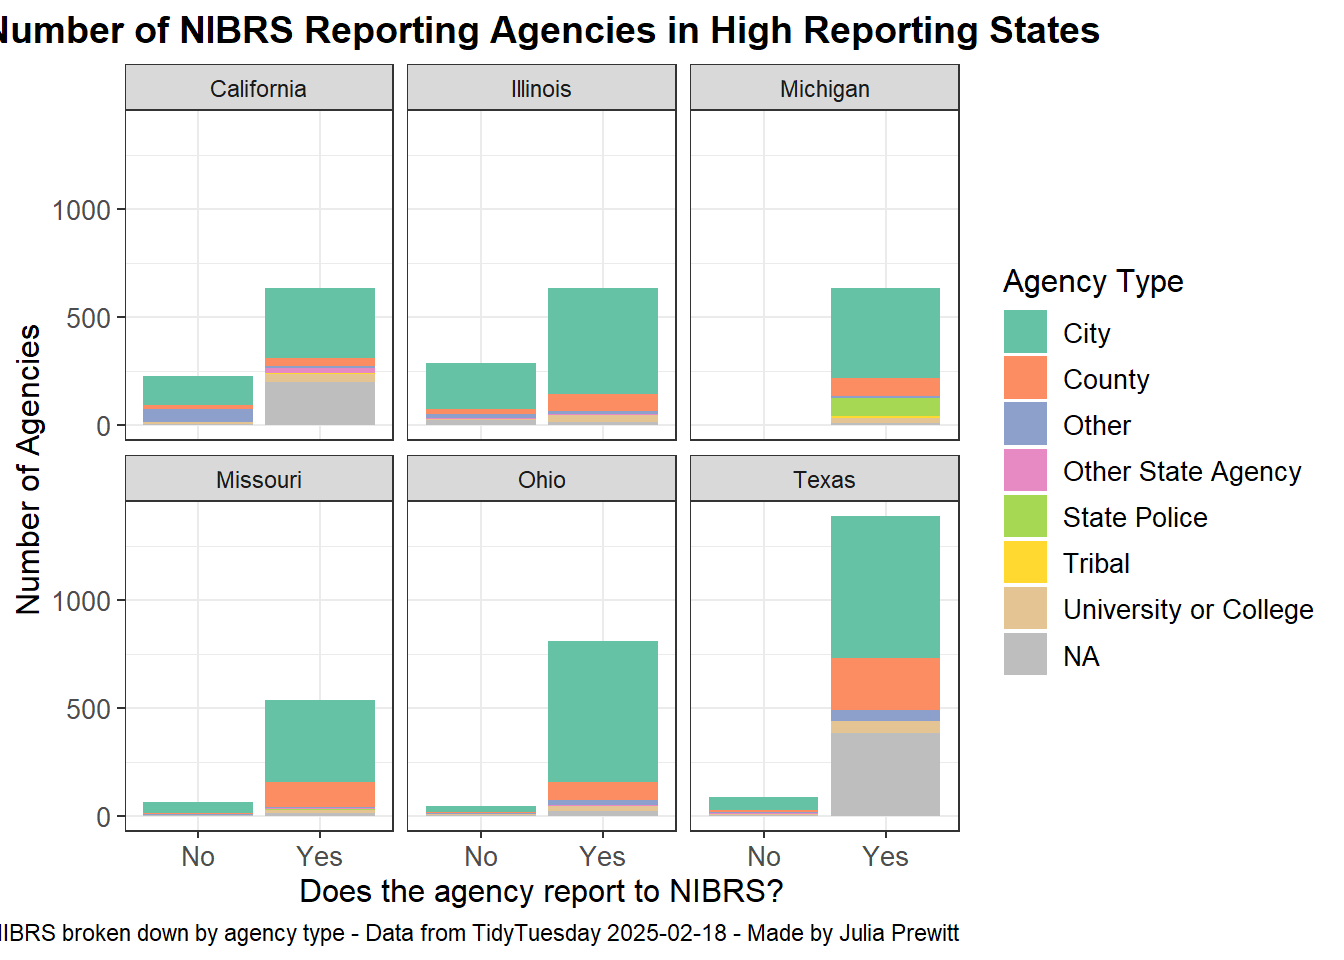 Number of NIBRS Reporting Agencies in High Reporting States
California
Illinois
Michigan
1000
500
0
Missouri
Ohio
Texas
1000
500
0
No
Yes
No
Yes
No
Yes
Number of Agencies
Does the agency report to NIBRS?
Agency Type
City
County
Other
Other State Agency
State Police
Tribal
University or College
NA
NIBRS broken down by agency type - Data from TidyTuesday 2025-02-18 - Made by Julia Prewitt